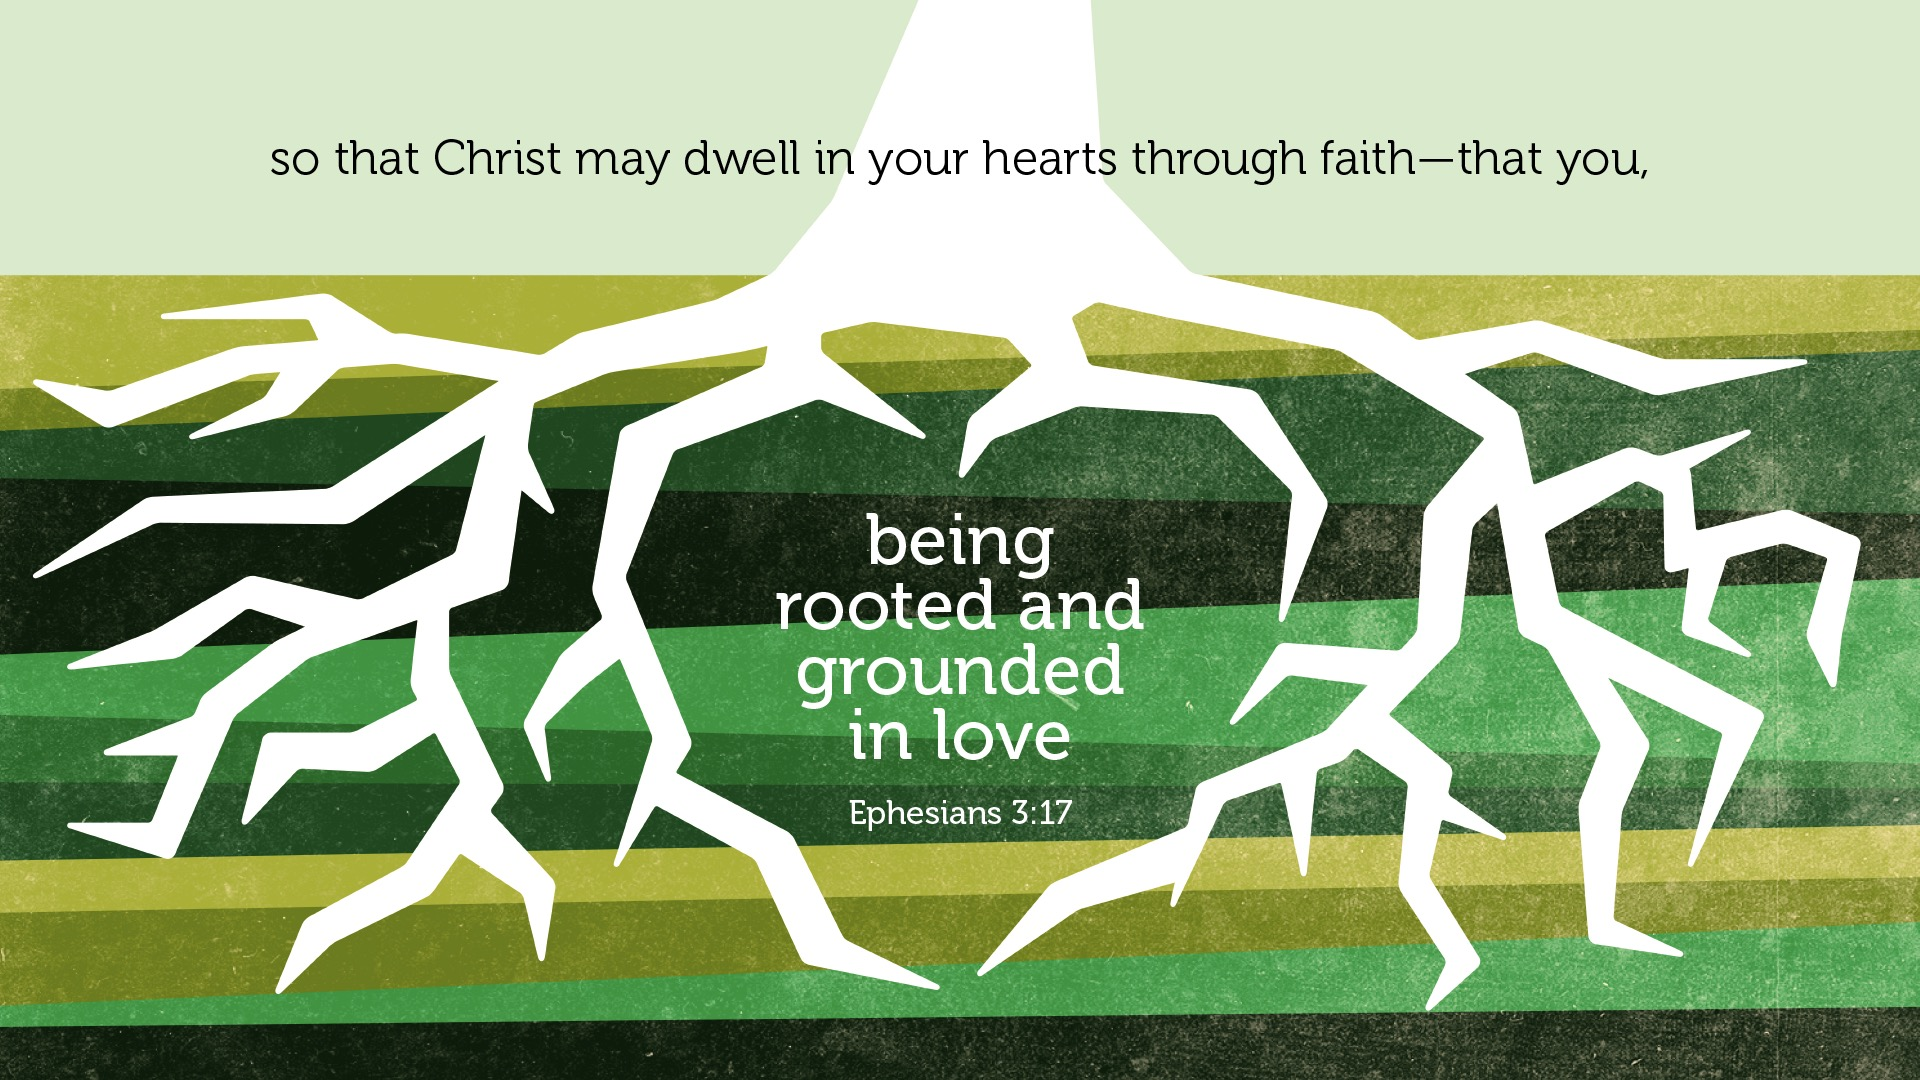 so that Christ may dwell in your hearts through faith—that you,
being
rooted and
grounded
in love
Ephesians 3:17